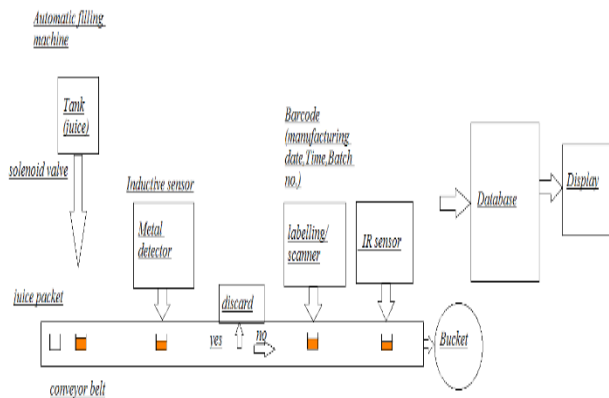 Automatic filling
machine
Tank
(juice)
solenoid valve
Inductive sensor
Metal
detector
Barcode
(manufacturing
date,Time,Batch
no,)
labelling/
scanner
IR sensor
Database
Display
juice packet
discard
yes
no
Bucket
conveyor belt